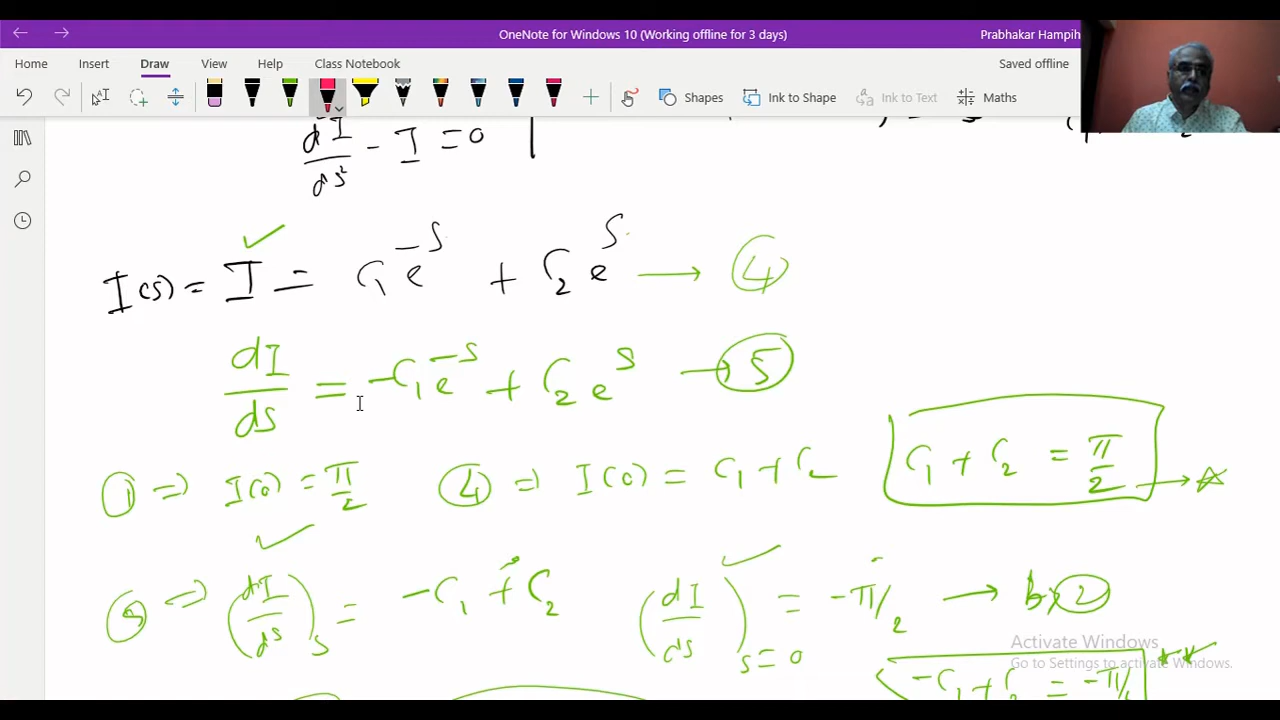 OneNote for Windows 10 (Working offline for 3 days)
Prabhakar Hampih
Home Insert Draw View Help Class Notebook Saved offline
Shapes Ink to Shape Ink to Text Maths
d²I/ds² - I = 0
I(s) = I = C₁e⁻ˢ + C₂eˢ → ④
dI/ds = -C₁e⁻ˢ + C₂eˢ → ⑤
① ⇒ I(0) = π/2 ④ ⇒ I(0) = C₁ + C₂ C₁ + C₂ = π/2 → ☆
⑤ ⇒ (dI/ds)ₛ = -C₁ + C₂ (dI/ds)ₛ₌₀ = -π/2 → by ②
Activate Windows
Go to Settings to activate Windows.
-C₁ + C₂ = -π/2 **